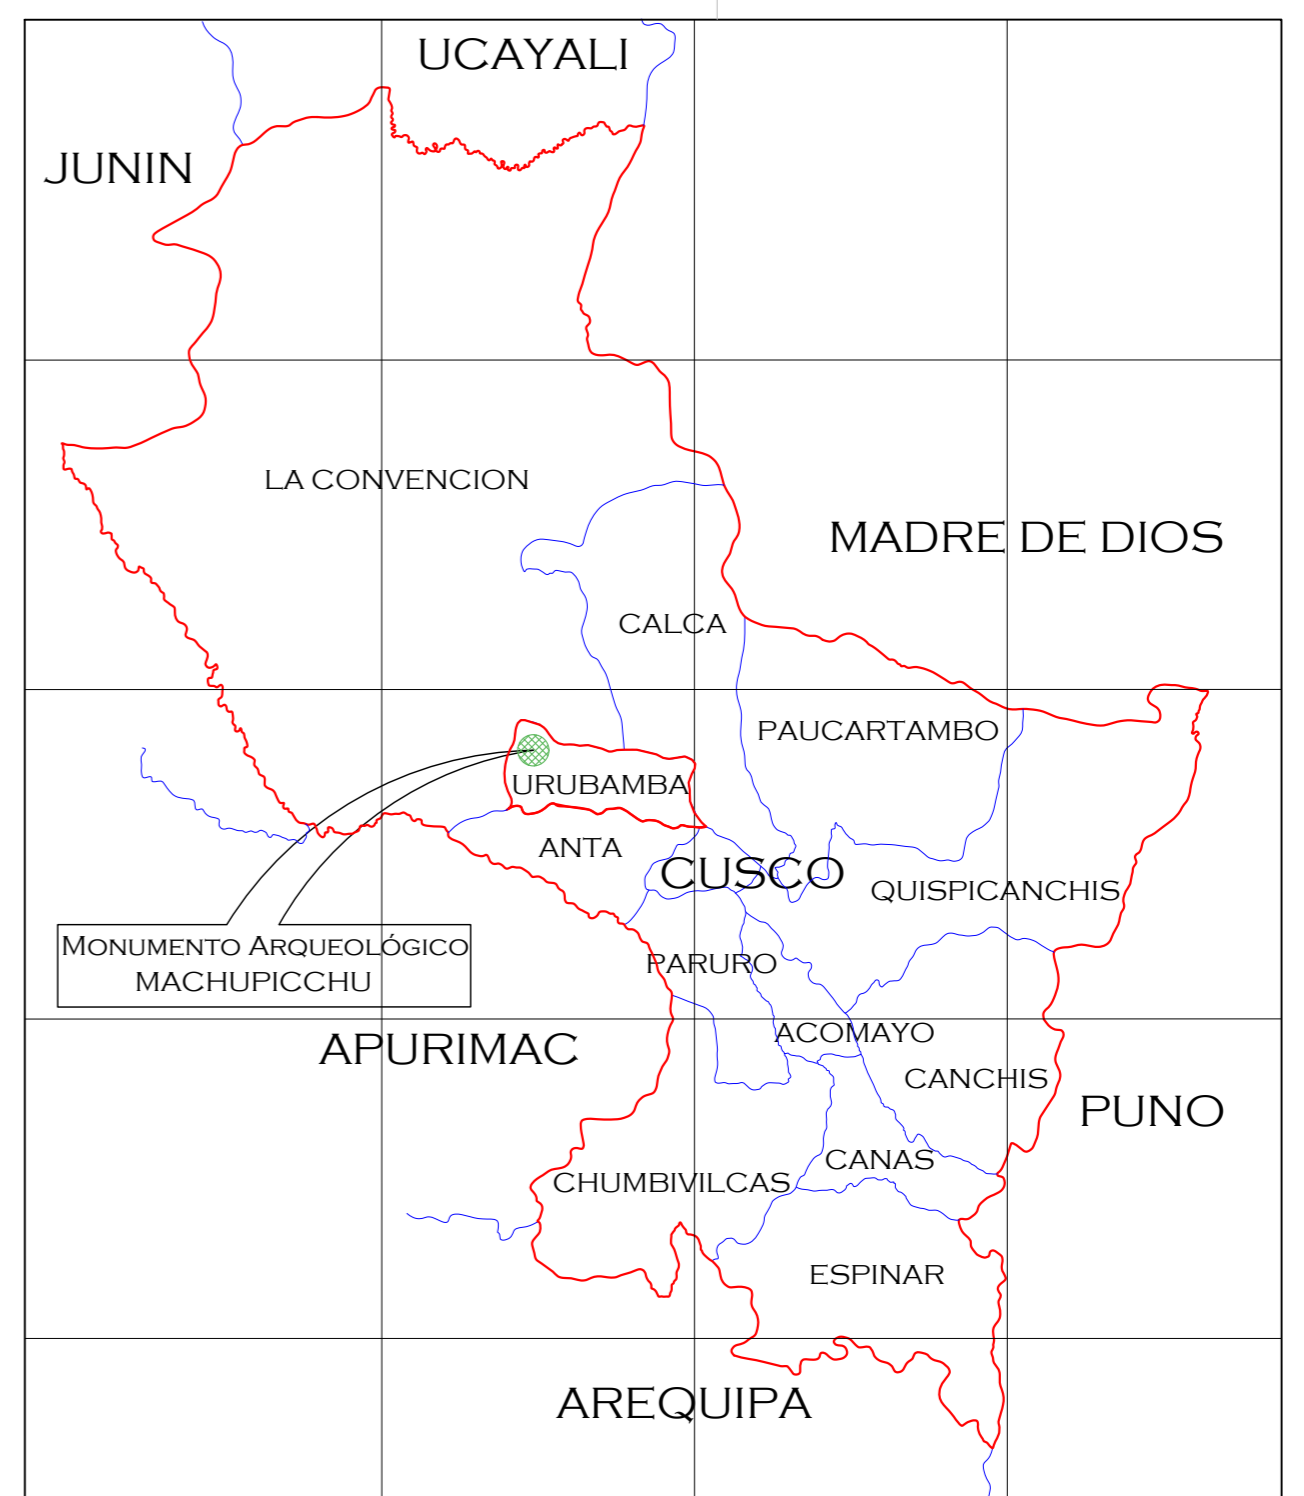 UCAYALI
JUNIN
LA CONVENCION
MADRE DE DIOS
CALCA
PAUCARTAMBO
URUBAMBA
ANTA
CUSCO
QUISPICANCHIS
Monumento Arqueológico
MACHUPICCHU
PARURO
ACOMAYO
APURIMAC
CANCHIS
PUNO
CANAS
CHUMBIVILCAS
ESPINAR
AREQUIPA